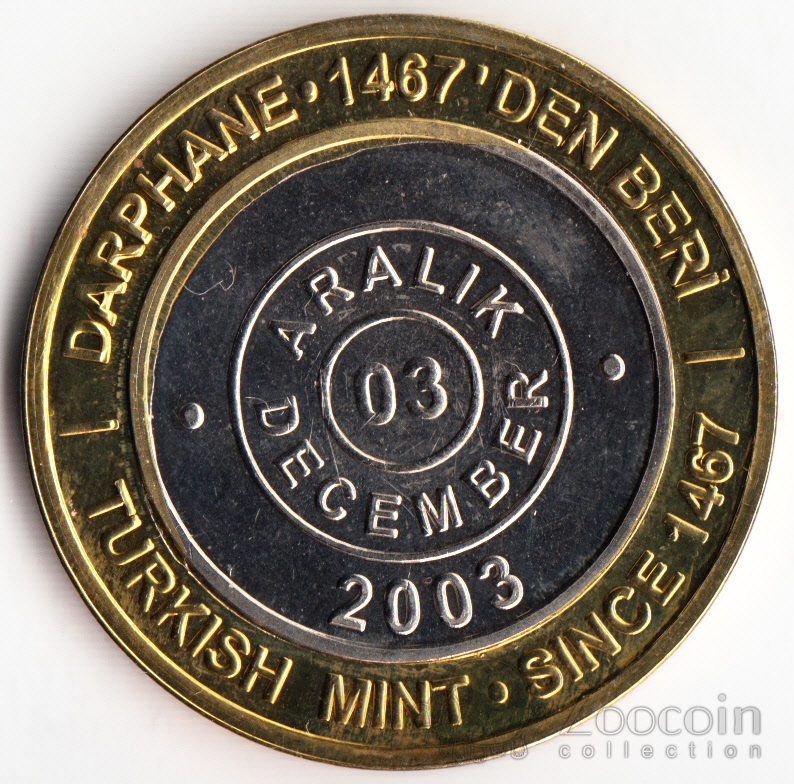 DARPHANE • 1467'DEN BERİ
TURKISH MINT • SINCE 1467
ARALIK
03
DECEMBER
2003
zoocoin
collection